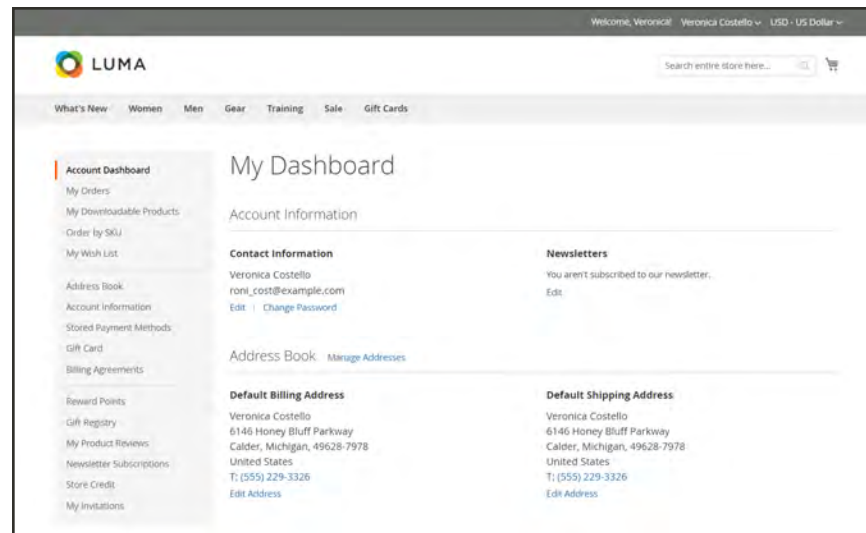 Welcome, Veronica! Veronica Costello USD - US Dollar
LUMA
Search entire store here...
What's New Women Men Gear Training Sale Gift Cards
Account Dashboard
My Orders
My Downloadable Products
Order by SKU
My Wish List
Address Book
Account Information
Stored Payment Methods
Gift Card
Billing Agreements
Reward Points
Gift Registry
My Product Reviews
Newsletter Subscriptions
Store Credit
My Invitations
My Dashboard
Account Information
Contact Information
Veronica Costello
roni_cost@example.com
Edit | Change Password
Newsletters
You aren't subscribed to our newsletter.
Edit
Address Book Manage Addresses
Default Billing Address
Veronica Costello
6146 Honey Bluff Parkway
Calder, Michigan, 49628-7978
United States
T: (555) 229-3326
Edit Address
Default Shipping Address
Veronica Costello
6146 Honey Bluff Parkway
Calder, Michigan, 49628-7978
United States
T: (555) 229-3326
Edit Address